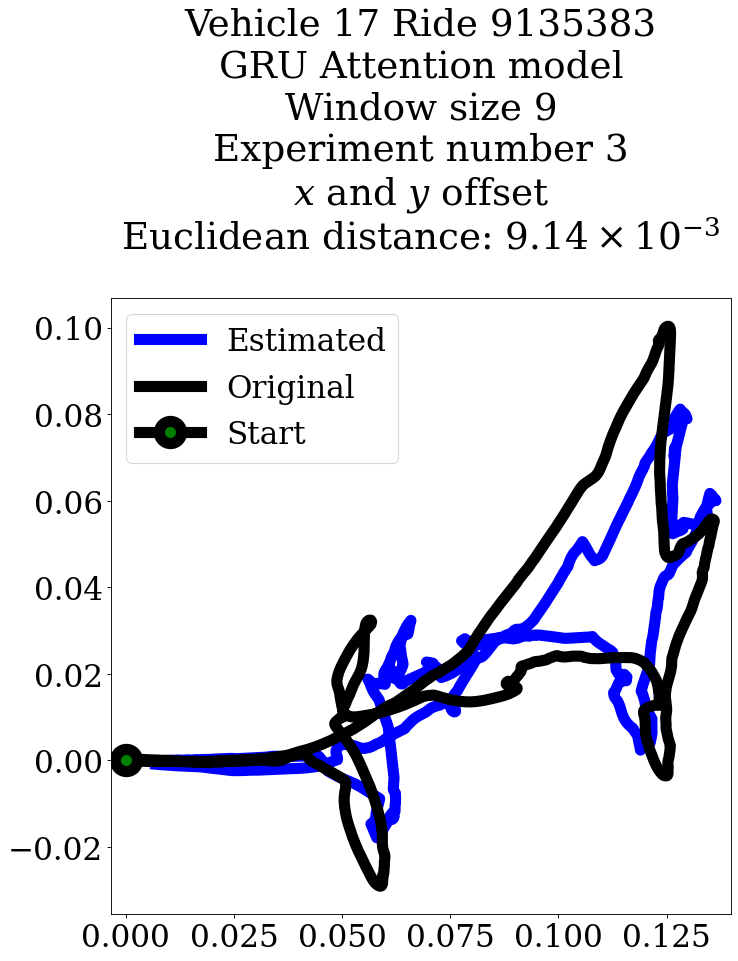 Vehicle 17 Ride 9135383
GRU Attention model
Window size 9
Experiment number 3
x and y offset
Euclidean distance: 9.14 × 10⁻³
Estimated
Original
Start
0.10
0.08
0.06
0.04
0.02
0.00
−0.02
0.000 0.025 0.050 0.075 0.100 0.125